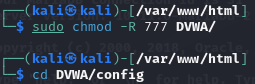 ┌──(kali㉿kali)-[/var/www/html]
└─$ sudo chmod -R 777 DVWA/
┌──(kali㉿kali)-[/var/www/html]
└─$ cd DVWA/config